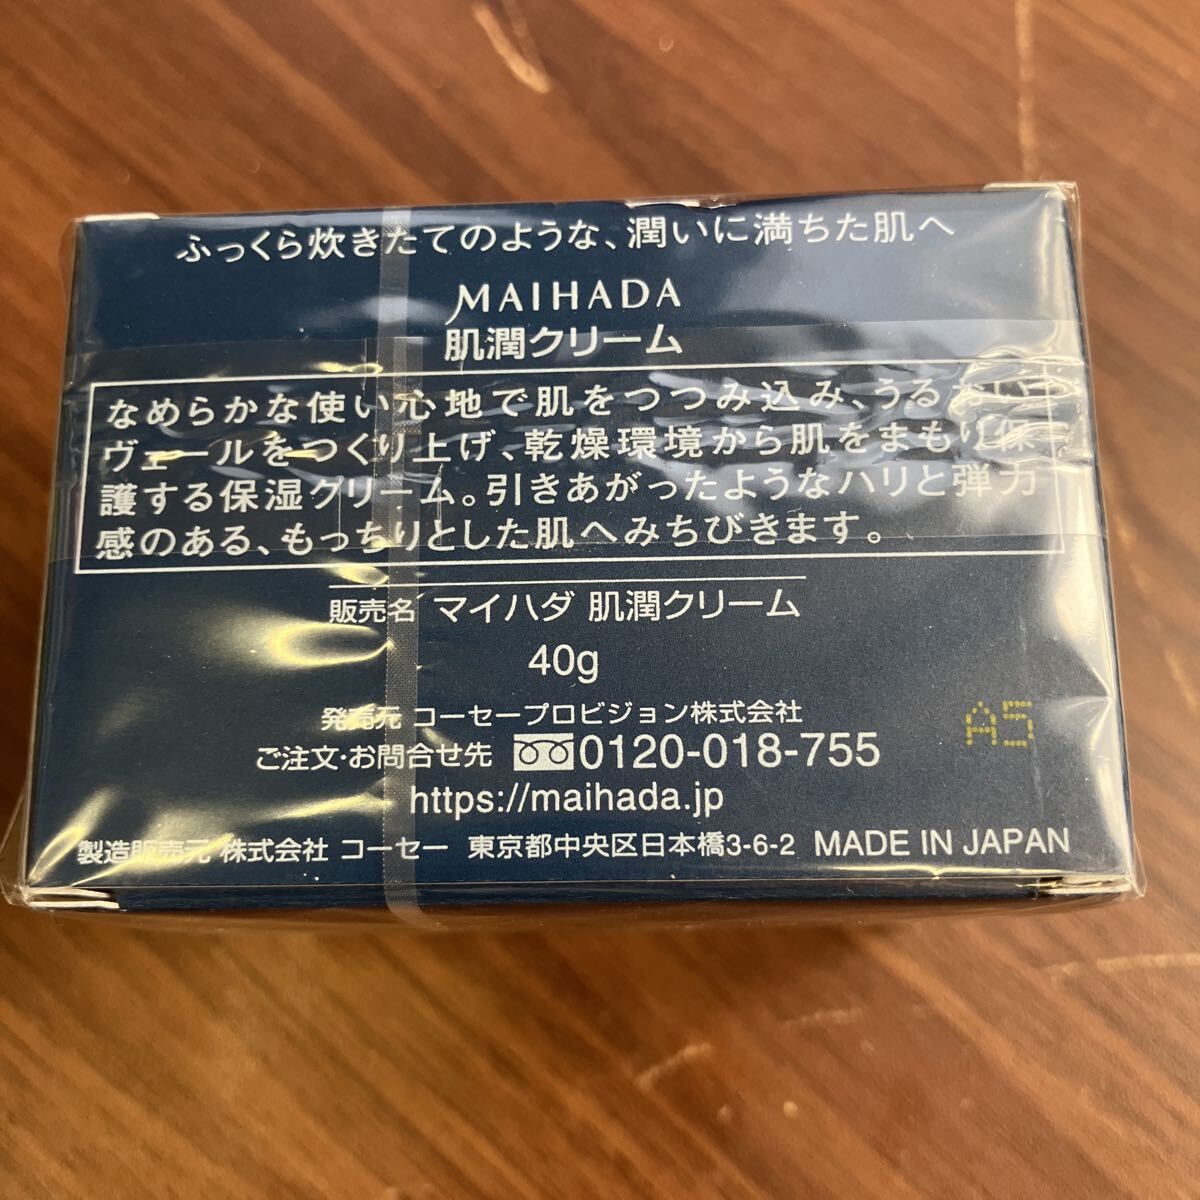 ふっくら炊きたてのような、潤いに満ちた肌へ
MAIHADA
肌潤クリーム
なめらかな使い心地で肌をつつみ込み、うるおい
ヴェールをつくり上げ、乾燥環境から肌をまもり保
護する保湿クリーム。引きあがったようなハリと弾力
感のある、もっちりとした肌へみちびきます。
販売名 マイハダ 肌潤クリーム
40g
発売元 コーセープロビジョン株式会社
ご注文・お問合せ先 0120-018-755
A5
https://maihada.jp
製造販売元 株式会社 コーセー 東京都中央区日本橋3-6-2 MADE IN JAPAN